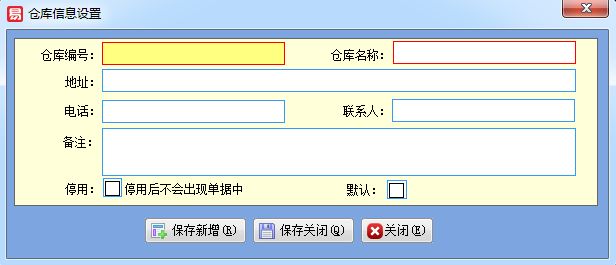 易 仓库信息设置
仓库编号： 仓库名称：
地址：
电话： 联系人：
备注：
停用： 停用后不会出现单据中 默认：
保存新增(R) 保存关闭(Q) 关闭(E)